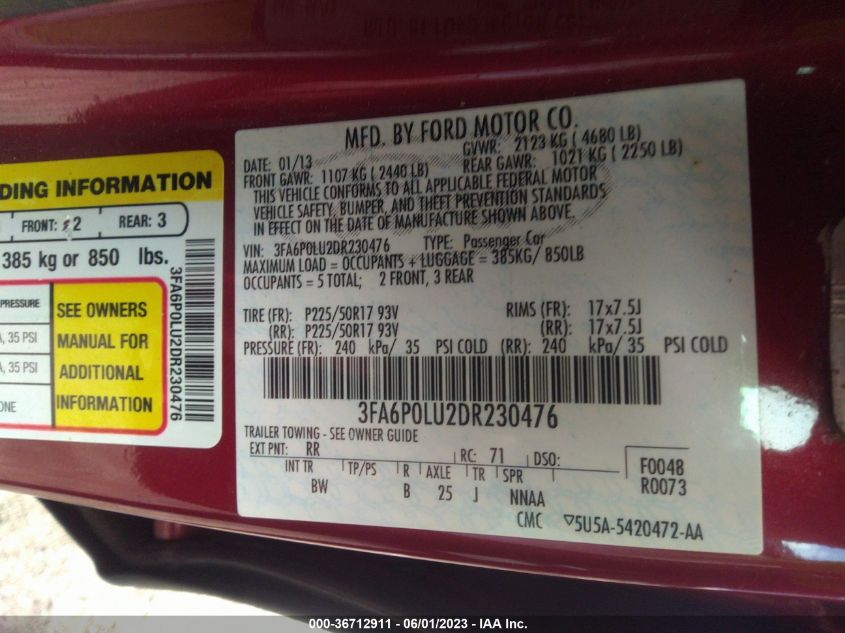 MFD. BY FORD MOTOR CO.
DATE: 01/13 GVWR: 2123 KG ( 4680 LB)
FRONT GAWR: 1107 KG ( 2440 LB) REAR GAWR: 1021 KG ( 2250 LB)
THIS VEHICLE CONFORMS TO ALL APPLICABLE FEDERAL MOTOR
VEHICLE SAFETY, BUMPER, AND THEFT PREVENTION STANDARDS
IN EFFECT ON THE DATE OF MANUFACTURE SHOWN ABOVE.
VIN: 3FA6P0LU2DR230476 TYPE: Passenger Car
MAXIMUM LOAD = OCCUPANTS + LUGGAGE = 385KG/ 850LB
OCCUPANTS = 5 TOTAL; 2 FRONT, 3 REAR
TIRE (FR): P225/50R17 93V RIMS (FR): 17x7.5J
(RR): P225/50R17 93V (RR): 17x7.5J
PRESSURE (FR): 240 kPa/ 35 PSI COLD (RR): 240 kPa/ 35 PSI COLD
3FA6P0LU2DR230476
TRAILER TOWING - SEE OWNER GUIDE
EXT PNT: RR RC: 71 DSO: F0048
INT TR TP/PS R AXLE TR SPR R0073
BW B 25 J NNAA
CMC ▽5U5A-5420472-AA
DING INFORMATION
FRONT: 2 REAR: 3
385 kg or 850 lbs.
PRESSURE
, 35 PSI
, 35 PSI
SEE OWNERS
MANUAL FOR
ADDITIONAL
INFORMATION
3FA6P0LU2DR230476
000-36712911 - 06/01/2023 - IAA Inc.